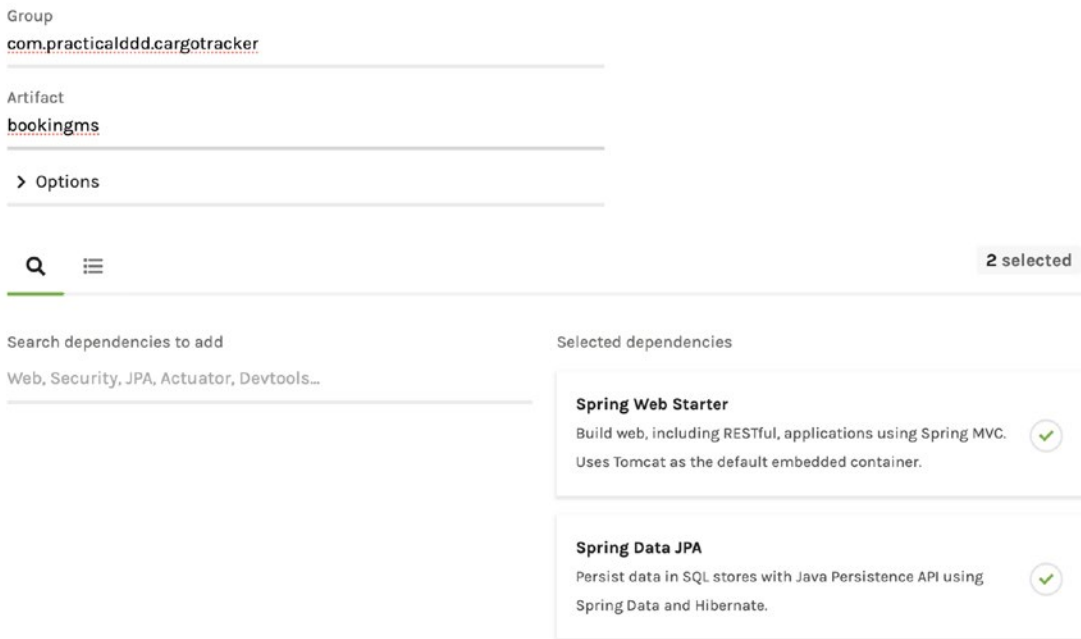 Group
com.practicalddd.cargotracker
Artifact
bookingms
Options
2 selected
Search dependencies to add
Web, Security, JPA, Actuator, Devtools...
Selected dependencies
Spring Web Starter
Build web, including RESTful, applications using Spring MVC.
Uses Tomcat as the default embedded container.
Spring Data JPA
Persist data in SQL stores with Java Persistence API using
Spring Data and Hibernate.